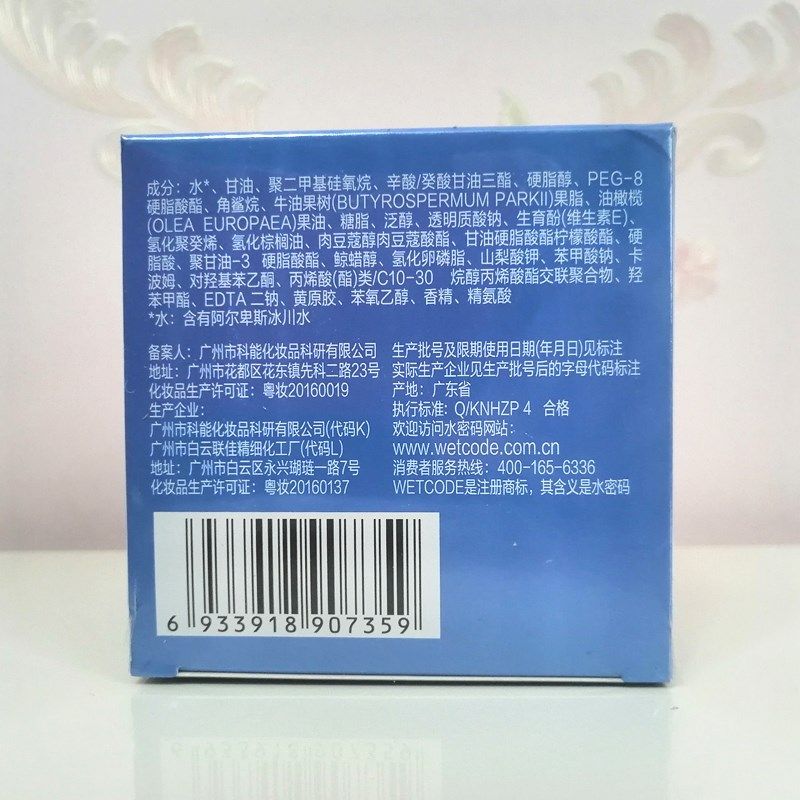 成分：水*、甘油、聚二甲基硅氧烷、辛酸/癸酸甘油三酯、硬脂醇、PEG-8
硬脂酸酯、角鲨烷、牛油果树(BUTYROSPERMUM PARKII)果脂、油橄榄
(OLEA EUROPAEA)果油、糖脂、泛醇、透明质酸钠、生育酚(维生素E)、
氢化聚癸烯、氢化棕榈油、肉豆蔻醇肉豆蔻酸酯、甘油硬脂酸酯柠檬酸酯、硬
脂酸、聚甘油-3 硬脂酸酯、鲸蜡醇、氢化卵磷脂、山梨酸钾、苯甲酸钠、卡
波姆、对羟基苯乙酮、丙烯酸(酯)类/C10-30 烷醇丙烯酸酯交联聚合物、羟
苯甲酯、EDTA 二钠、黄原胶、苯氧乙醇、香精、精氨酸
*水：含有阿尔卑斯冰川水
备案人：广州市科能化妆品科研有限公司
地址：广州市花都区花东镇先科二路23号
化妆品生产许可证：粤妆20160019
生产企业：
广州市科能化妆品科研有限公司(代码K)
广州市白云联佳精细化工厂(代码L)
地址：广州市白云区永兴瑚琏一路7号
化妆品生产许可证：粤妆20160137
生产批号及限期使用日期(年月日)见标注
实际生产企业见生产批号后的字母代码标注
产地：广东省
执行标准：Q/KNHZP 4 合格
欢迎访问水密码网站：
www.wetcode.com.cn
消费者服务热线：400-165-6336
WETCODE是注册商标，其含义是水密码
6 933918 907359